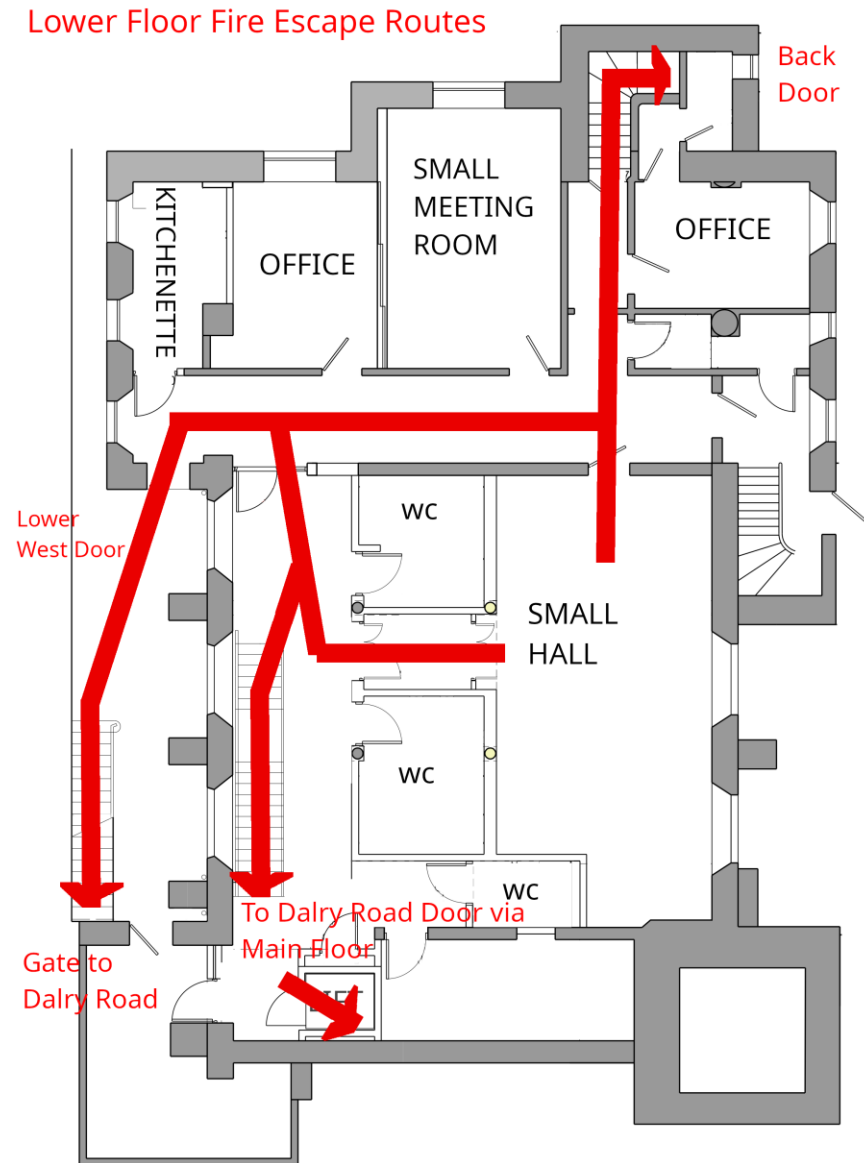 Lower Floor Fire Escape Routes
Back
Door
SMALL
MEETING
ROOM
KITCHENETTE
OFFICE
OFFICE
Lower
West Door
WC
SMALL
HALL
WC
WC
To Dalry Road Door via
Main Floor
Gate to
Dalry Road
LIFT